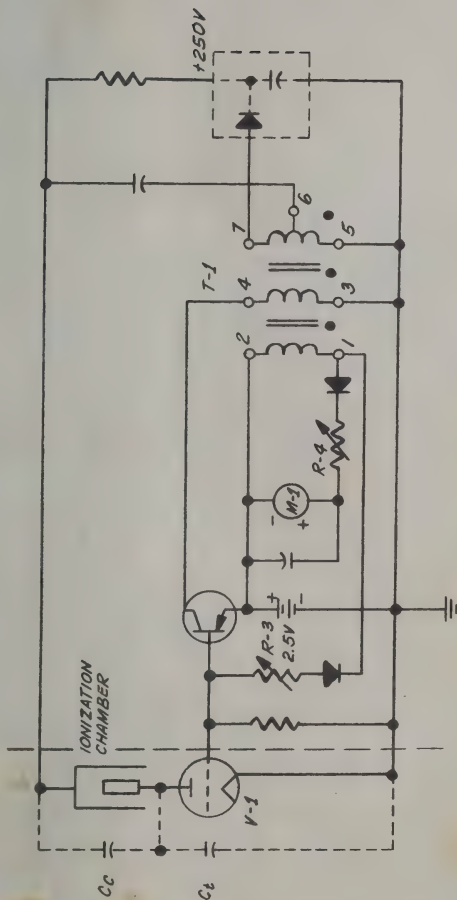 +250V
T-1
7
6
5
4
3
2
1
R-4
-
M-1
+
+
-
R-3
2.5V
IONIZATION
CHAMBER
V-1
Cc
Ct